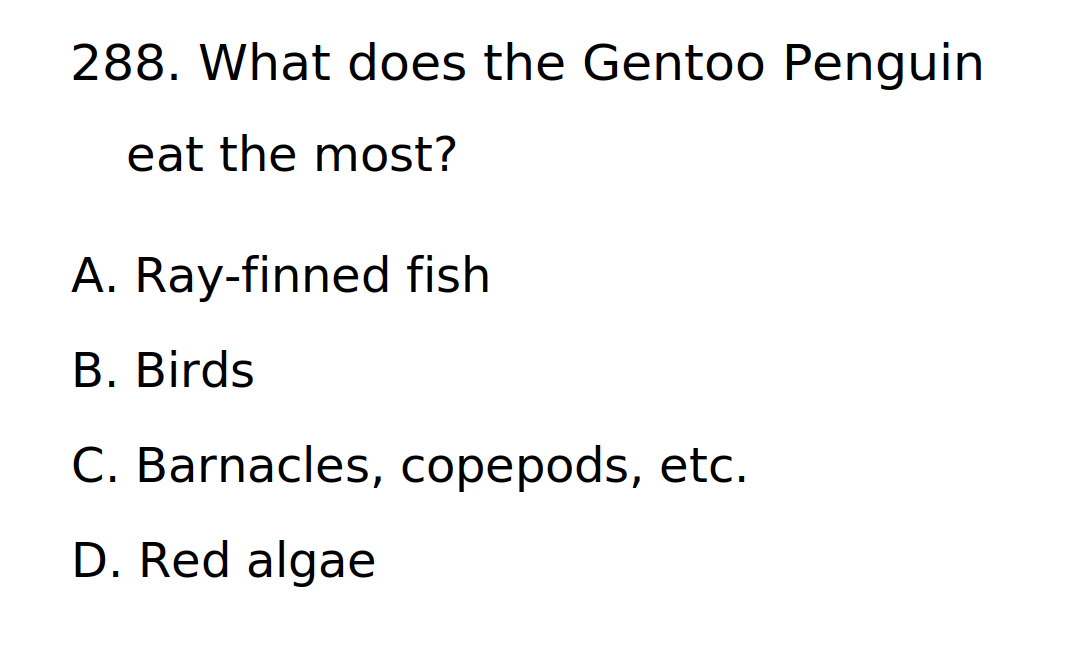 288. What does the Gentoo Penguin
eat the most?
A. Ray-finned fish
B. Birds
C. Barnacles, copepods, etc.
D. Red algae